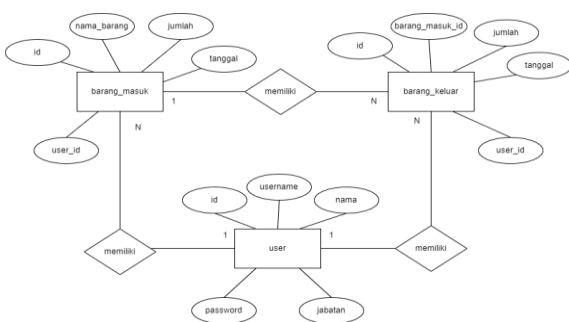 nama_barang
jumlah
id
tanggal
barang_masuk
user_id
1
memiliki
N
N
barang_masuk_id
id
jumlah
tanggal
barang_keluar
N
user_id
id
username
nama
memiliki
1
user
1
memiliki
password
jabatan